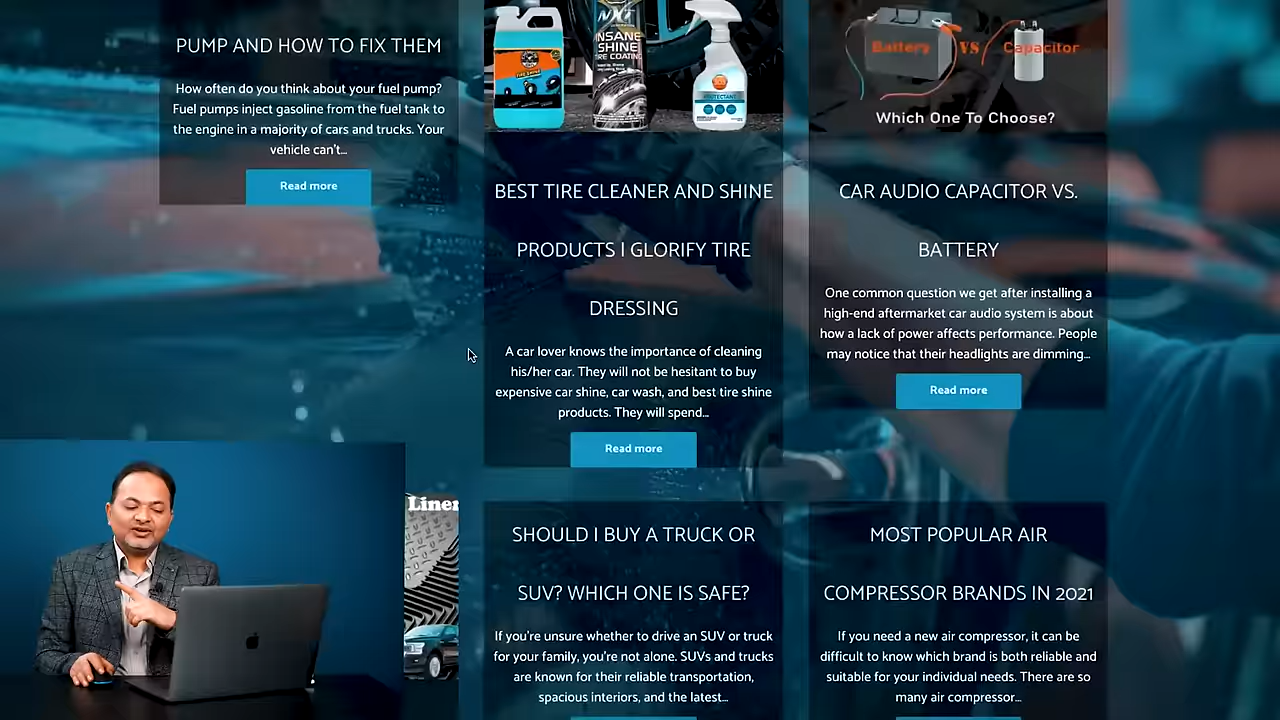 PUMP AND HOW TO FIX THEM
How often do you think about your fuel pump?
Fuel pumps inject gasoline from the fuel tank to
the engine in a majority of cars and trucks. Your
vehicle can't...
Read more
NXT
INSANE
SHINE
TIRE COATING
TIRE SHINE
PROTECTANT
BEST TIRE CLEANER AND SHINE
PRODUCTS I GLORIFY TIRE
DRESSING
A car lover knows the importance of cleaning
his/her car. They will not be hesitant to buy
expensive car shine, car wash, and best tire shine
products. They will spend...
Read more
Battery VS Capacitor
Which One To Choose?
CAR AUDIO CAPACITOR VS.
BATTERY
One common question we get after installing a
high-end aftermarket car audio system is about
how a lack of power affects performance. People
may notice that their headlights are dimming...
Read more
Liner
SHOULD I BUY A TRUCK OR
SUV? WHICH ONE IS SAFE?
If you're unsure whether to drive an SUV or truck
for your family, you're not alone. SUVs and trucks
are known for their reliable transportation,
spacious interiors, and the latest...
MOST POPULAR AIR
COMPRESSOR BRANDS IN 2021
If you need a new air compressor, it can be
difficult to know which brand is both reliable and
suitable for your individual needs. There are so
many air compressor...